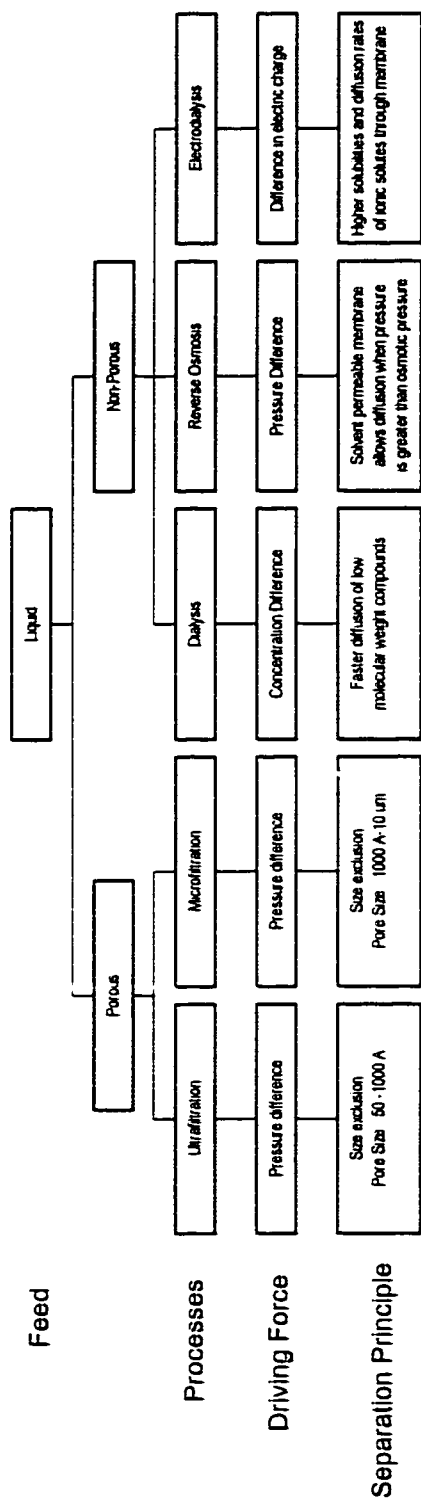 Feed
Liquid
Porous
Non-Porous
Processes
Ultrafiltration
Microfiltration
Dialysis
Reverse Osmosis
Electrodialysis
Driving Force
Pressure difference
Pressure difference
Concentration Difference
Pressure Difference
Difference in electric charge
Separation Principle
Size exclusion
Pore Size 50 - 1000 A
Size exclusion
Pore Size 1000 A-10 um
Faster diffusion of low
molecular weight compounds
Solvent permeable membrane
allows diffusion when pressure
is greater than osmotic pressure
Higher solubilities and diffusion rates
of ionic solutes through membrane